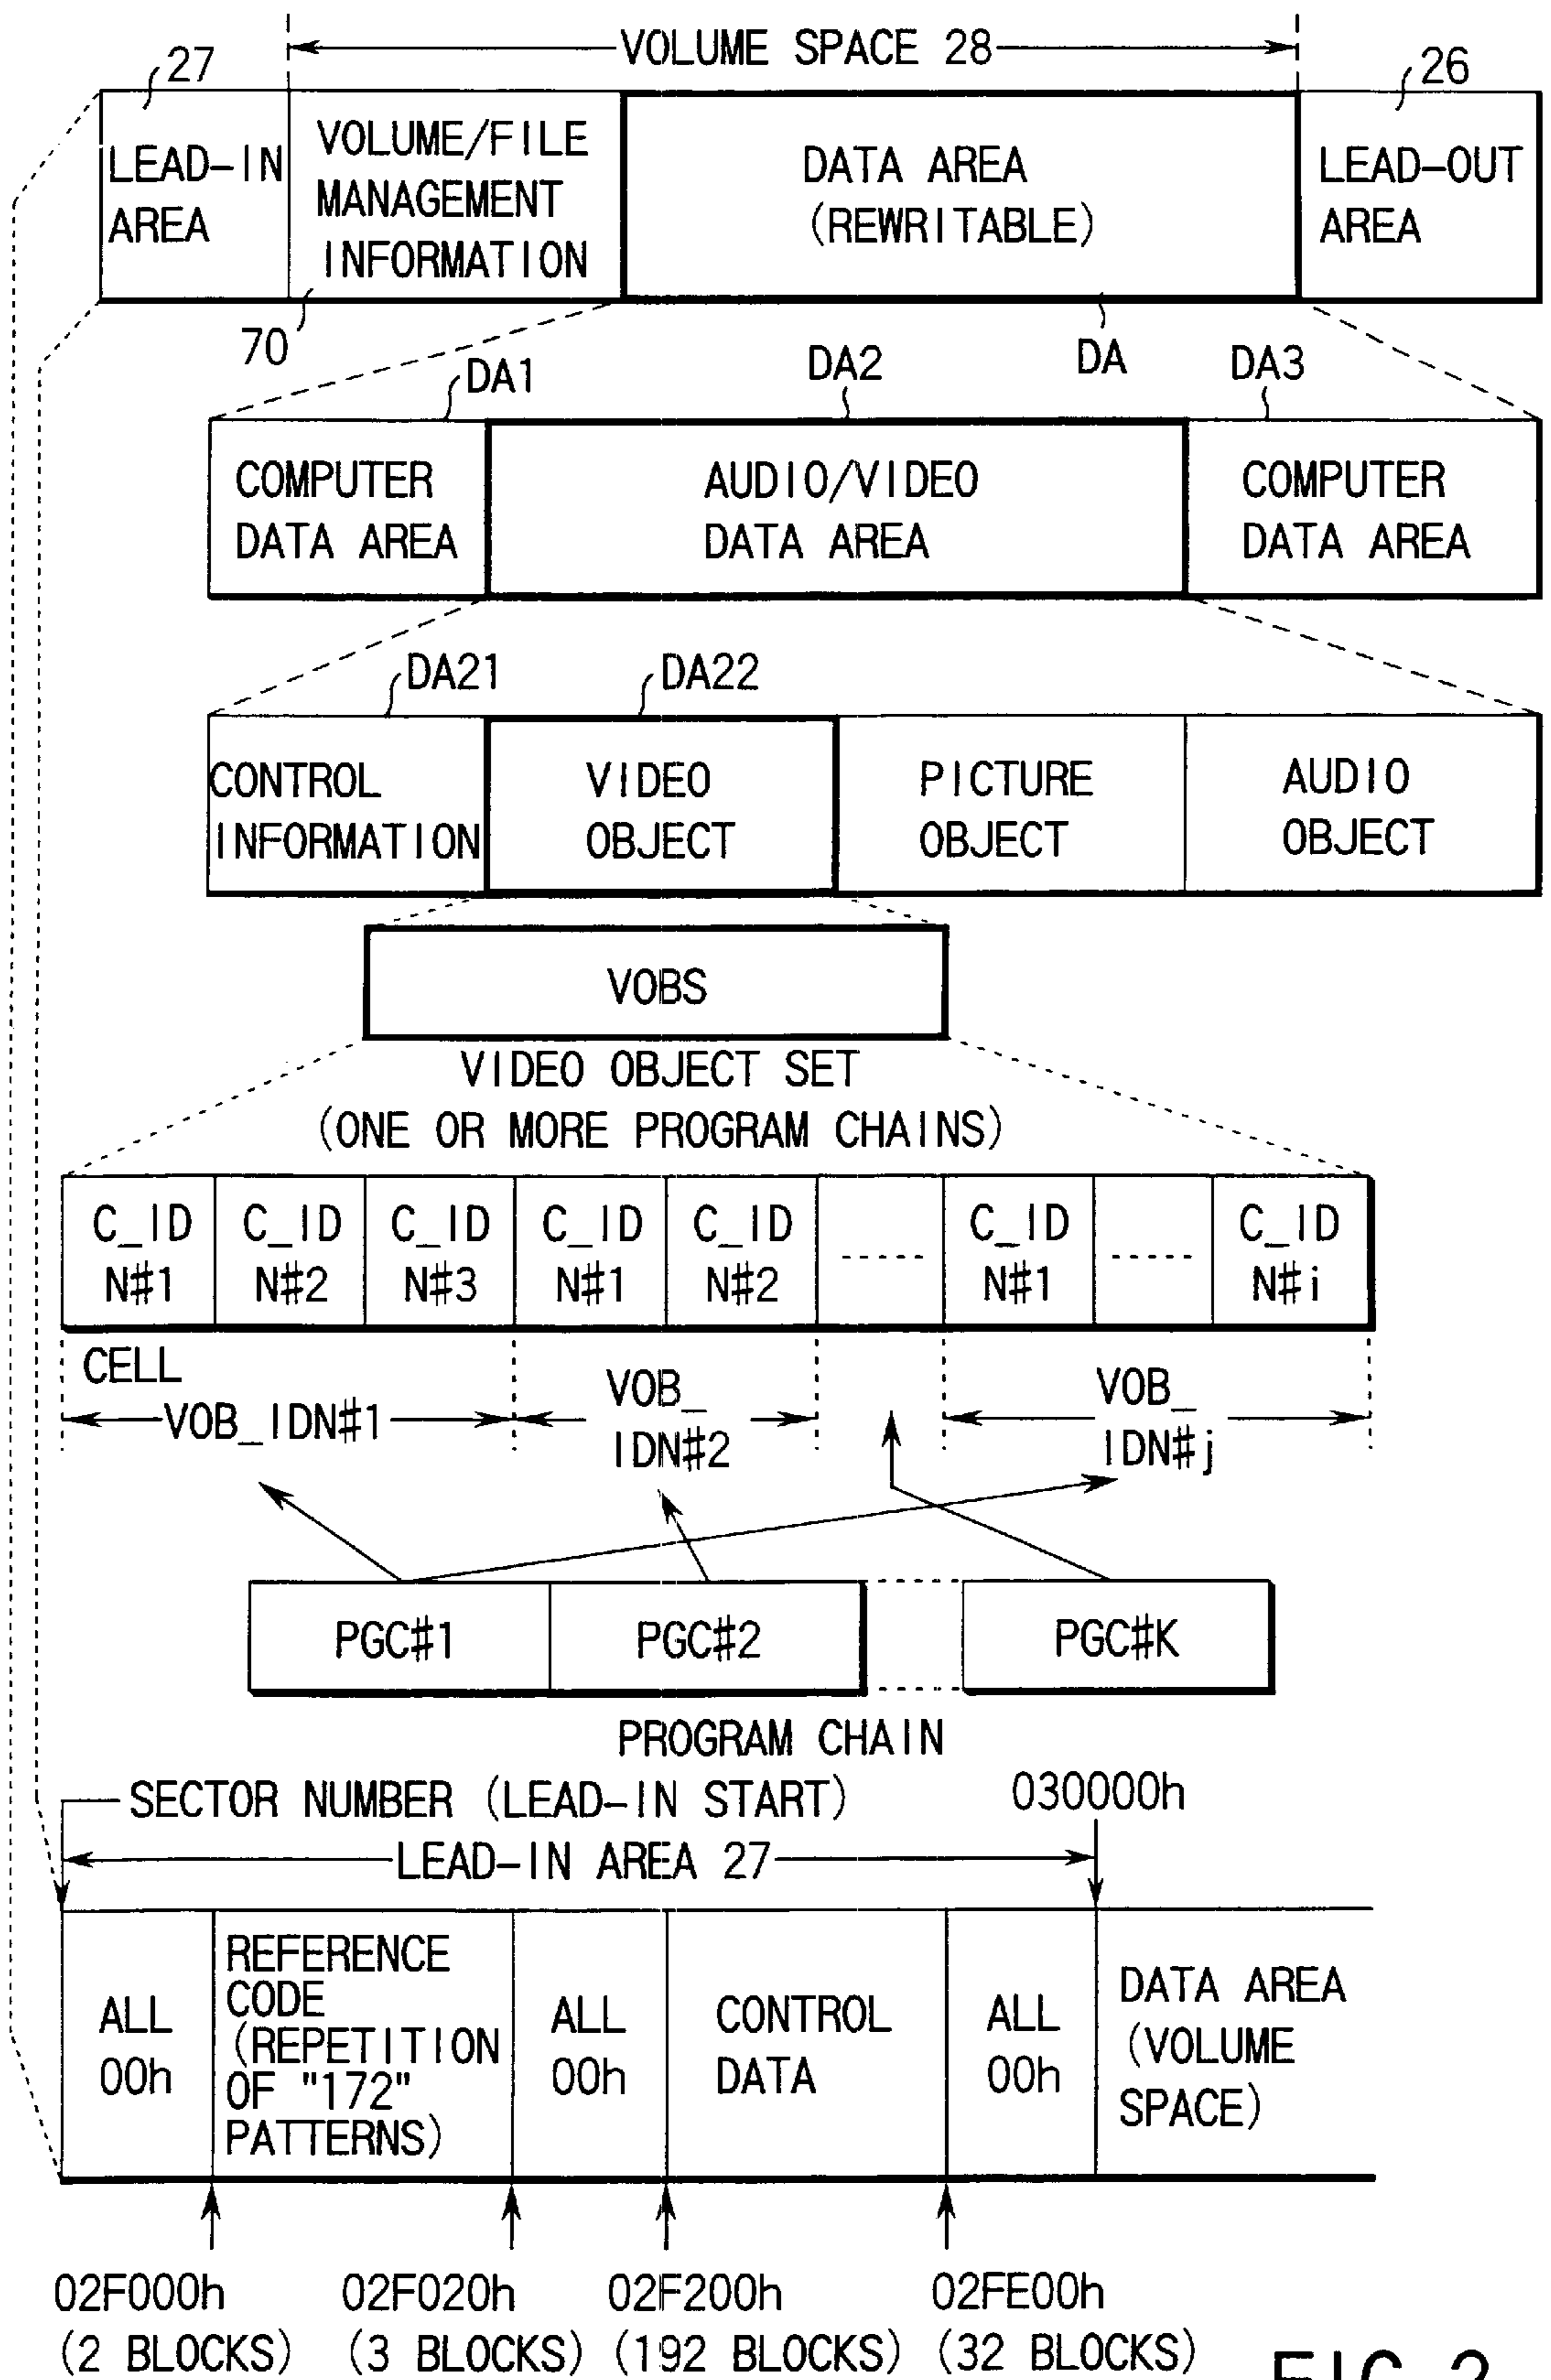 VOLUME SPACE 28
27
26
LEAD-IN
AREA
VOLUME/FILE
MANAGEMENT
INFORMATION
DATA AREA
(REWRITABLE)
LEAD-OUT
AREA
70
DA1
DA2
DA
DA3
COMPUTER
DATA AREA
AUDIO/VIDEO
DATA AREA
COMPUTER
DATA AREA
DA21
DA22
CONTROL
INFORMATION
VIDEO
OBJECT
PICTURE
OBJECT
AUDIO
OBJECT
VOBS
VIDEO OBJECT SET
(ONE OR MORE PROGRAM CHAINS)
C_ID
N#1
C_ID
N#2
C_ID
N#3
C_ID
N#1
C_ID
N#2
C_ID
N#1
C_ID
N#i
CELL
VOB_IDN#1
VOB_
IDN#2
VOB_
IDN#j
PGC#1
PGC#2
PGC#K
PROGRAM CHAIN
SECTOR NUMBER (LEAD-IN START)
030000h
LEAD-IN AREA 27
ALL
00h
REFERENCE
CODE
(REPETITION
OF "172"
PATTERNS)
ALL
00h
CONTROL
DATA
ALL
00h
DATA AREA
(VOLUME
SPACE)
02F000h
(2 BLOCKS)
02F020h
(3 BLOCKS)
02F200h
(192 BLOCKS)
02FE00h
(32 BLOCKS)
FIG. 2